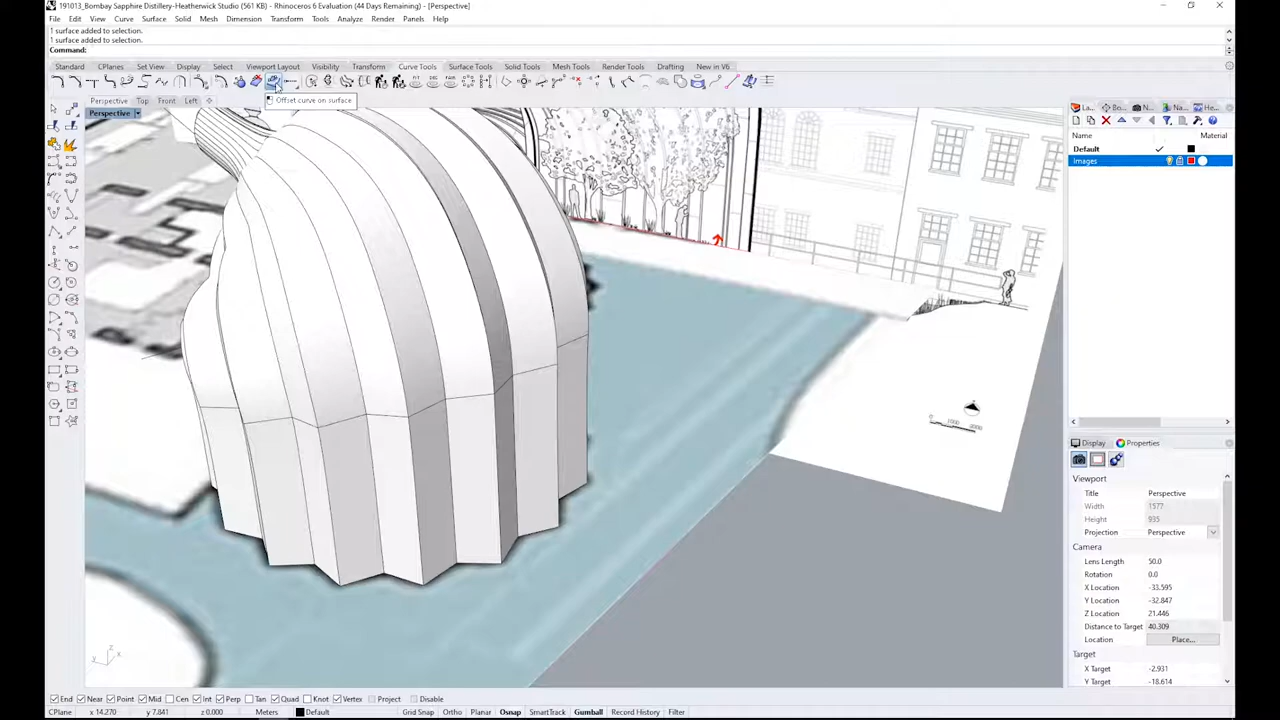 191013_Bombay Sapphire Distillery-Heatherwick Studio (561 KB) - Rhinoceros 6 Evaluation (44 Days Remaining) - [Perspective]
File Edit View Curve Surface Solid Mesh Dimension Transform Tools Analyze Render Panels Help
1 surface added to selection.
1 surface added to selection.
Command:
Standard CPlanes Set View Display Select Viewport Layout Visibility Transform Curve Tools Surface Tools Solid Tools Mesh Tools Render Tools Drafting New in V6
Offset curve on surface
Perspective Top Front Left
Perspective
La... Bo... N... Na... He...
Name Material
Default
Images
Display Properties
Viewport
Title Perspective
Width 1577
Height 935
Projection Perspective
Camera
Lens Length 50.0
Rotation 0.0
X Location -33.595
Y Location -32.847
Z Location 21.446
Distance to Target 40.309
Location Place...
Target
X Target -2.931
Y Target -18.614
z
y x
End Near Point Mid Cen Int Perp Tan Quad Knot Vertex Project Disable
CPlane x 14.270 y 7.841 z 0.000 Meters Default Grid Snap Ortho Planar Osnap SmartTrack Gumball Record History Filter